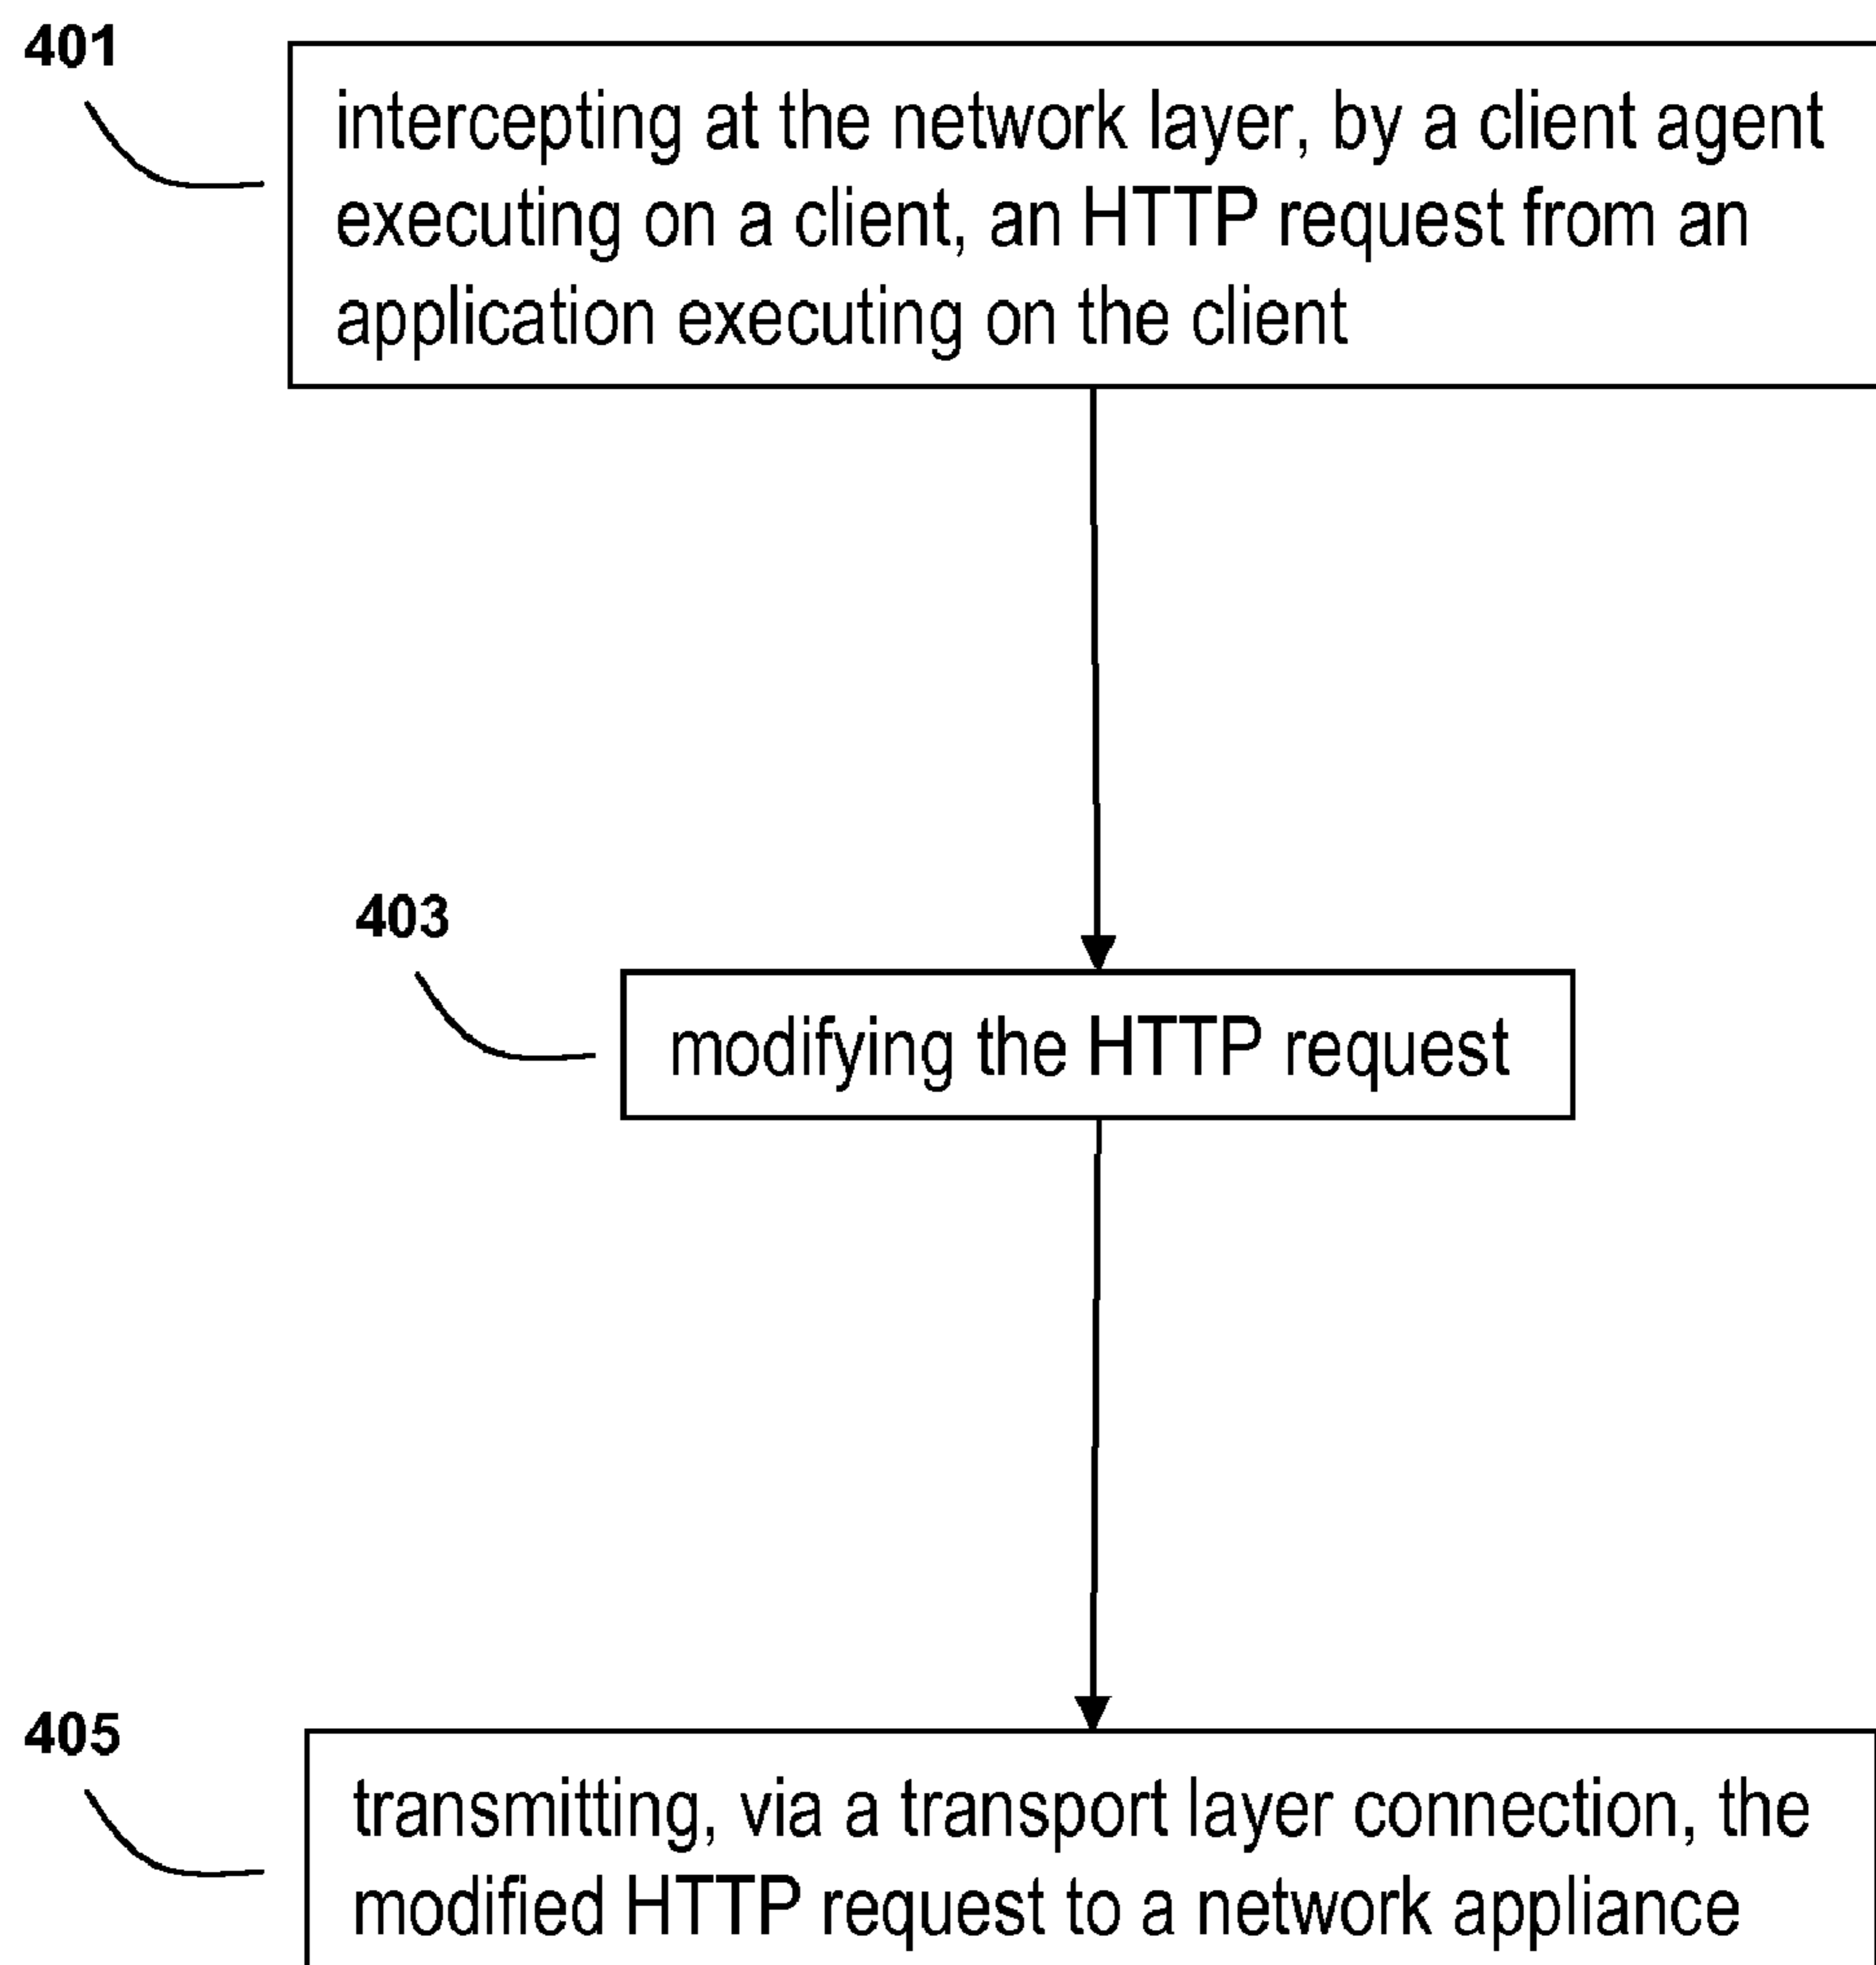 401
intercepting at the network layer, by a client agent
executing on a client, an HTTP request from an
application executing on the client
403
modifying the HTTP request
405
transmitting, via a transport layer connection, the
modified HTTP request to a network appliance